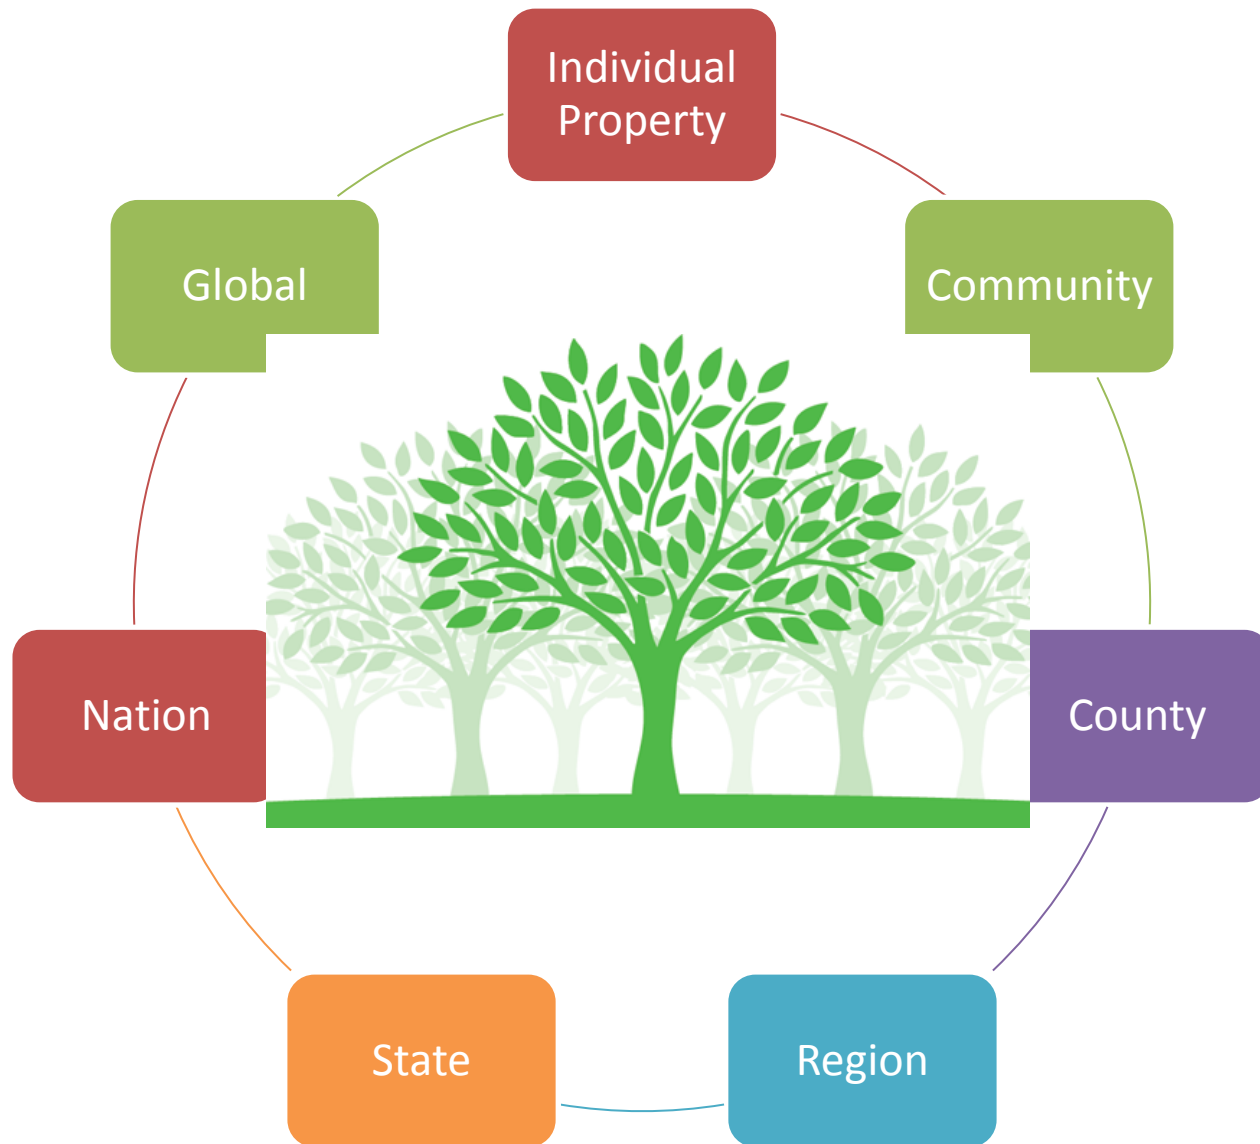 Individual
Property
Global
Community
Nation
County
State
Region